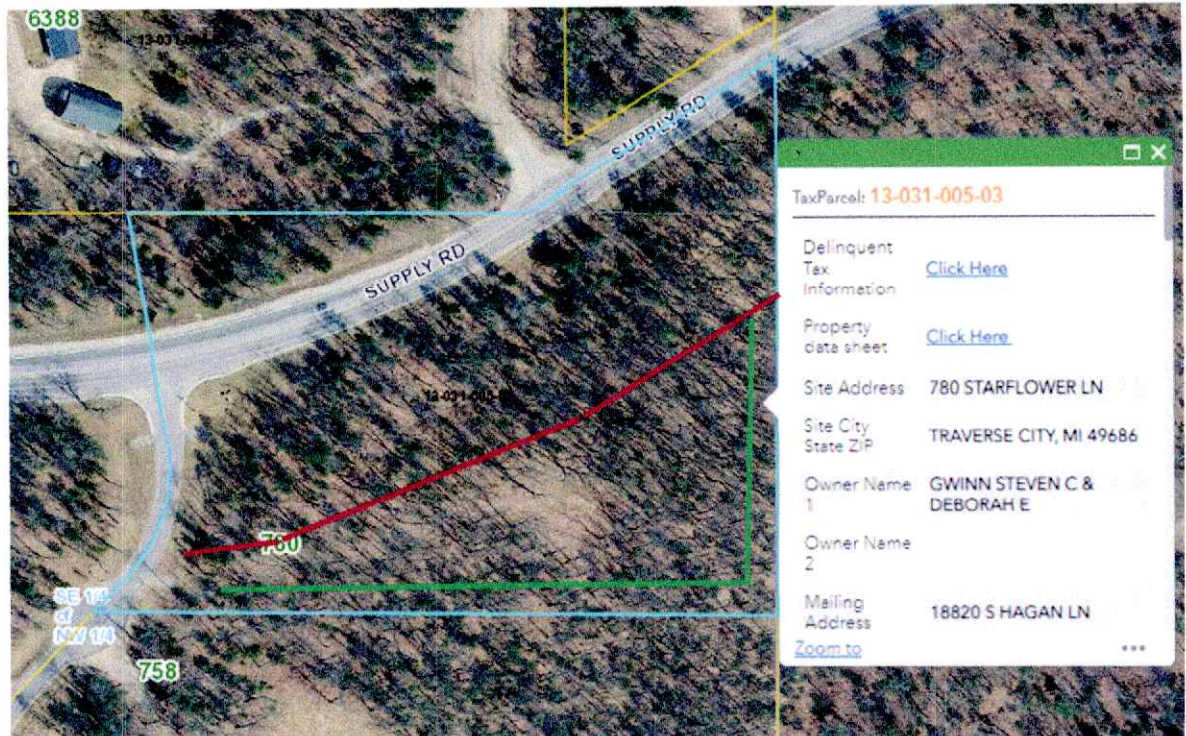 6388
SUPPLY RD
SUPPLY RD
780
SE 1/4
of
NW 1/4
758
TaxParcel: 13-031-005-03
Delinquent
Tax
Information
Click Here
Property
data sheet
Click Here
Site Address
780 STARFLOWER LN
Site City
State ZIP
TRAVERSE CITY, MI 49686
Owner Name
1
GWINN STEVEN C &
DEBORAH E
Owner Name
2
Mailing
Address
18820 S HAGAN LN
Zoom to